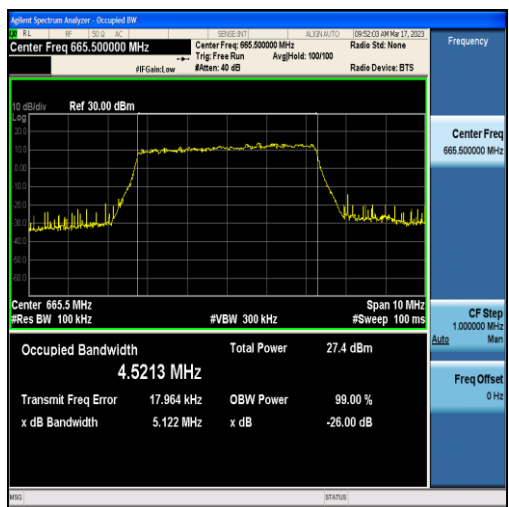 Agilent Spectrum Analyzer - Occupied BW
RL RF 50 Ω AC SENSE:INT ALIGN AUTO 09:52:03 AM Mar 17, 2023
Center Freq 665.500000 MHz
Center Freq: 665.500000 MHz
Radio Std: None
Trig: Free Run Avg|Hold: 100/100
#IFGain:Low #Atten: 40 dB Radio Device: BTS
Frequency
10 dB/div Ref 30.00 dBm
Log
20.0
10.0
0.00
-10.0
-20.0
-30.0
-40.0
-50.0
-60.0
Center Freq
665.500000 MHz
Center 665.5 MHz Span 10 MHz
#Res BW 100 kHz #VBW 300 kHz #Sweep 100 ms
CF Step
1.000000 MHz
Auto Man
Occupied Bandwidth Total Power 27.4 dBm
4.5213 MHz
Freq Offset
0 Hz
Transmit Freq Error 17.964 kHz OBW Power 99.00 %
x dB Bandwidth 5.122 MHz x dB -26.00 dB
MSG STATUS